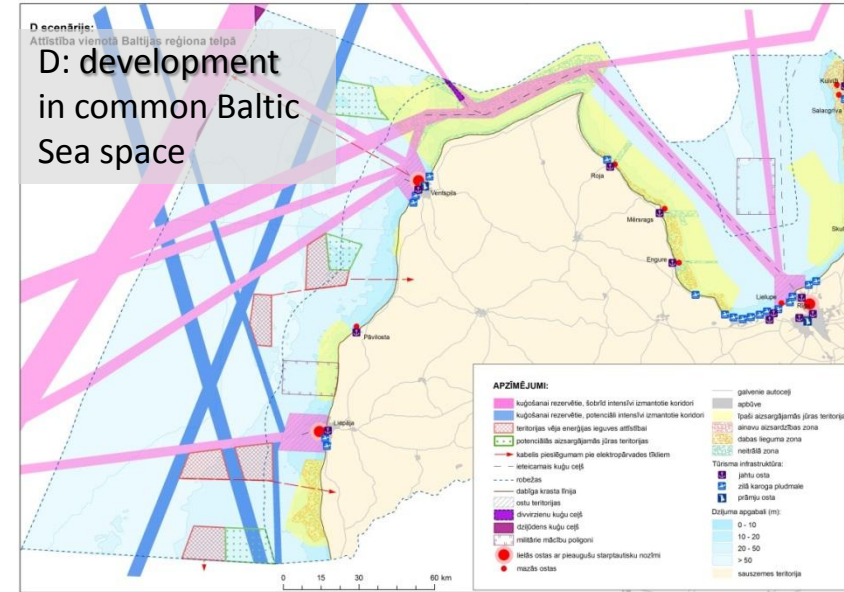 D scenārijs:
Attīstība vienotā Baltijas reģiona telpā
D: development
in common Baltic
Sea space
Kuiviži
Salacgrīva
Ventspils
Roja
Mērsrags
Engure
Skul
Lielupe
Rīg
Pāvilosta
Liepāja
APZĪMĒJUMI:
kuģošanai rezervētie, šobrīd intensīvi izmantotie koridori
kuģošanai rezervētie, potenciāli intensīvi izmantotie koridori
teritorijas vēja enerģijas ieguves attīstībai
potenciālās aizsargājamās jūras teritorijas
kabelis pieslēgumam pie elektropārvades tīkliem
ieteicamais kuģu ceļš
robežas
dabīga krasta līnija
ostu teritorijas
divvirzienu kuģu ceļš
dziļūdens kuģu ceļš
militārie mācību poligoni
lielās ostas ar pieaugušu starptautisku nozīmi
mazās ostas
galvenie autoceļi
apbūve
īpaši aizsargājamās jūras teritorija
ainavu aizsardzības zona
dabas lieguma zona
neitrālā zona
Tūrisma infrastruktūra:
jahtu osta
zilā karoga pludmale
prāmju osta
Dziļuma apgabali (m):
0 - 10
10 - 20
20 - 50
> 50
sauszemes teritorija
0 15 30 60 km